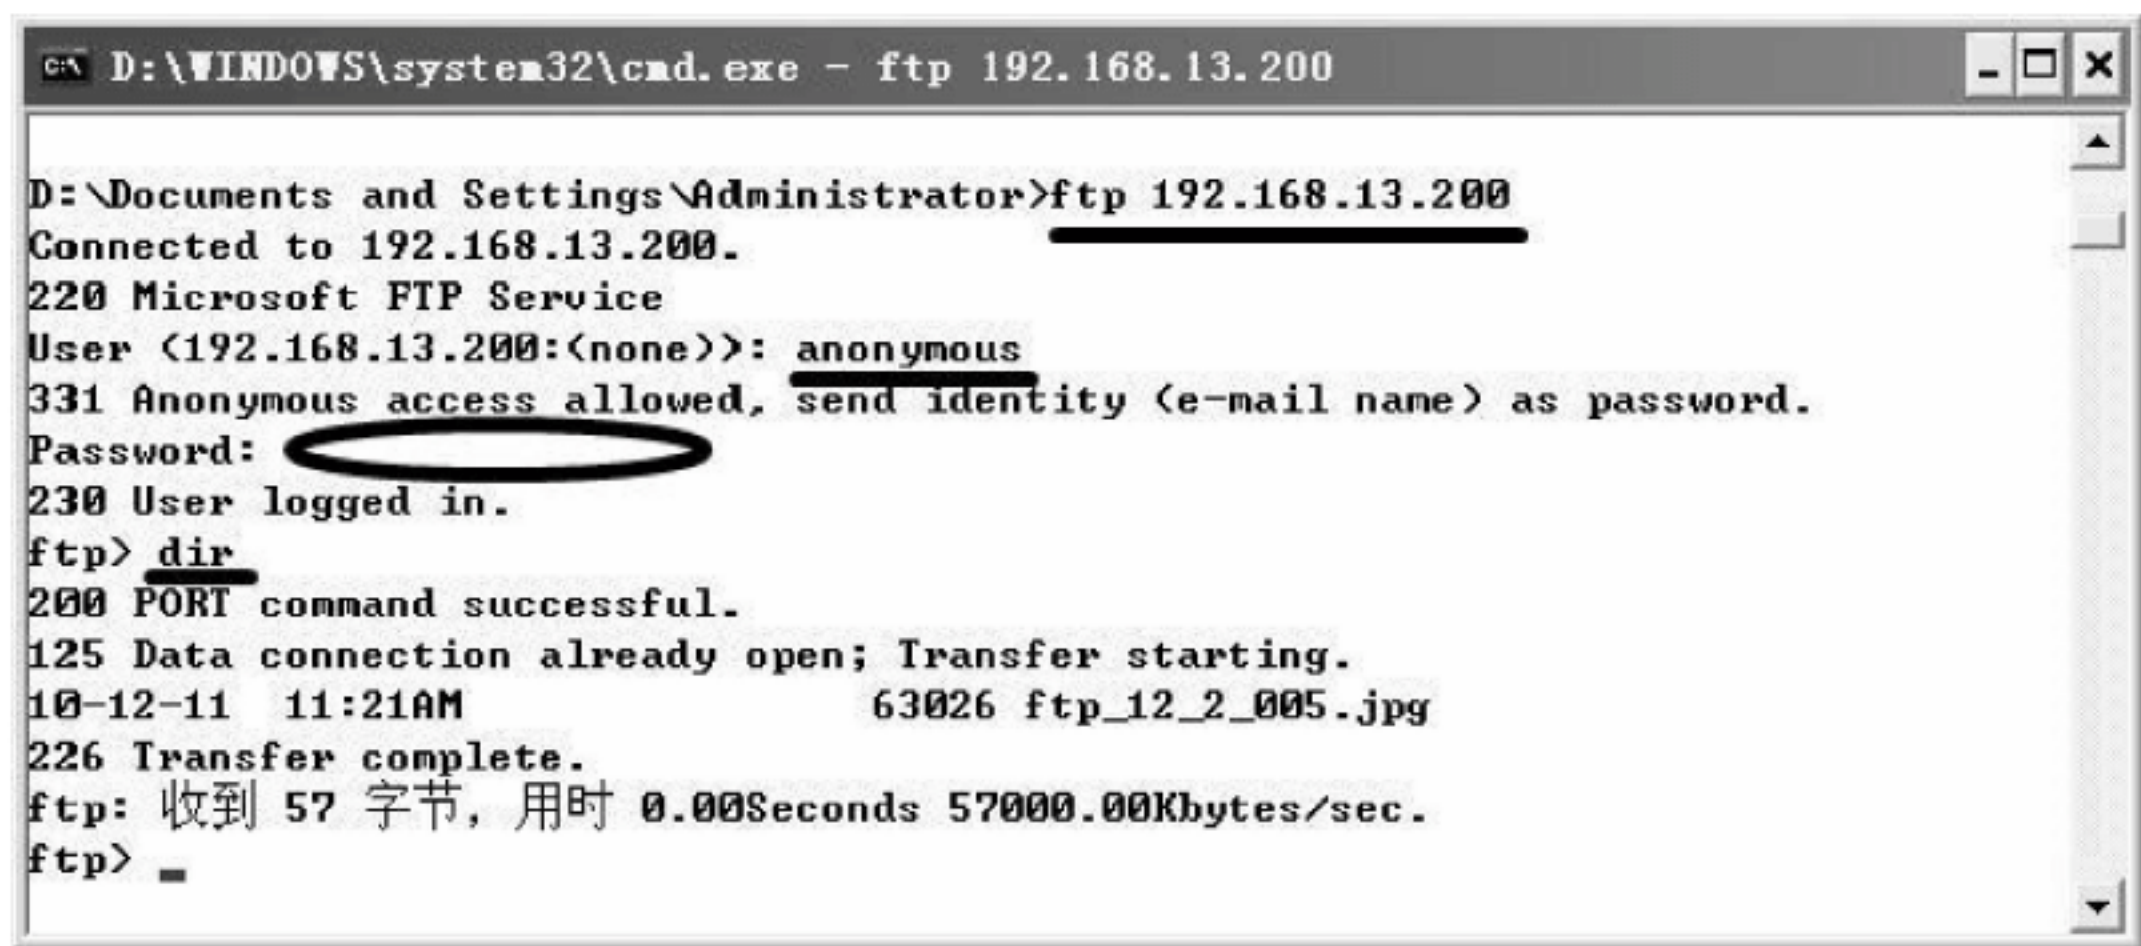 D:\WINDOWS\system32\cmd.exe - ftp 192.168.13.200
D:\Documents and Settings\Administrator>ftp 192.168.13.200
Connected to 192.168.13.200.
220 Microsoft FTP Service
User (192.168.13.200:(none)): anonymous
331 Anonymous access allowed, send identity (e-mail name) as password.
Password:
230 User logged in.
ftp> dir
200 PORT command successful.
125 Data connection already open; Transfer starting.
10-12-11  11:21AM                63026 ftp_12_2_005.jpg
226 Transfer complete.
ftp: 收到 57 字节，用时 0.00Seconds 57000.00Kbytes/sec.
ftp> _